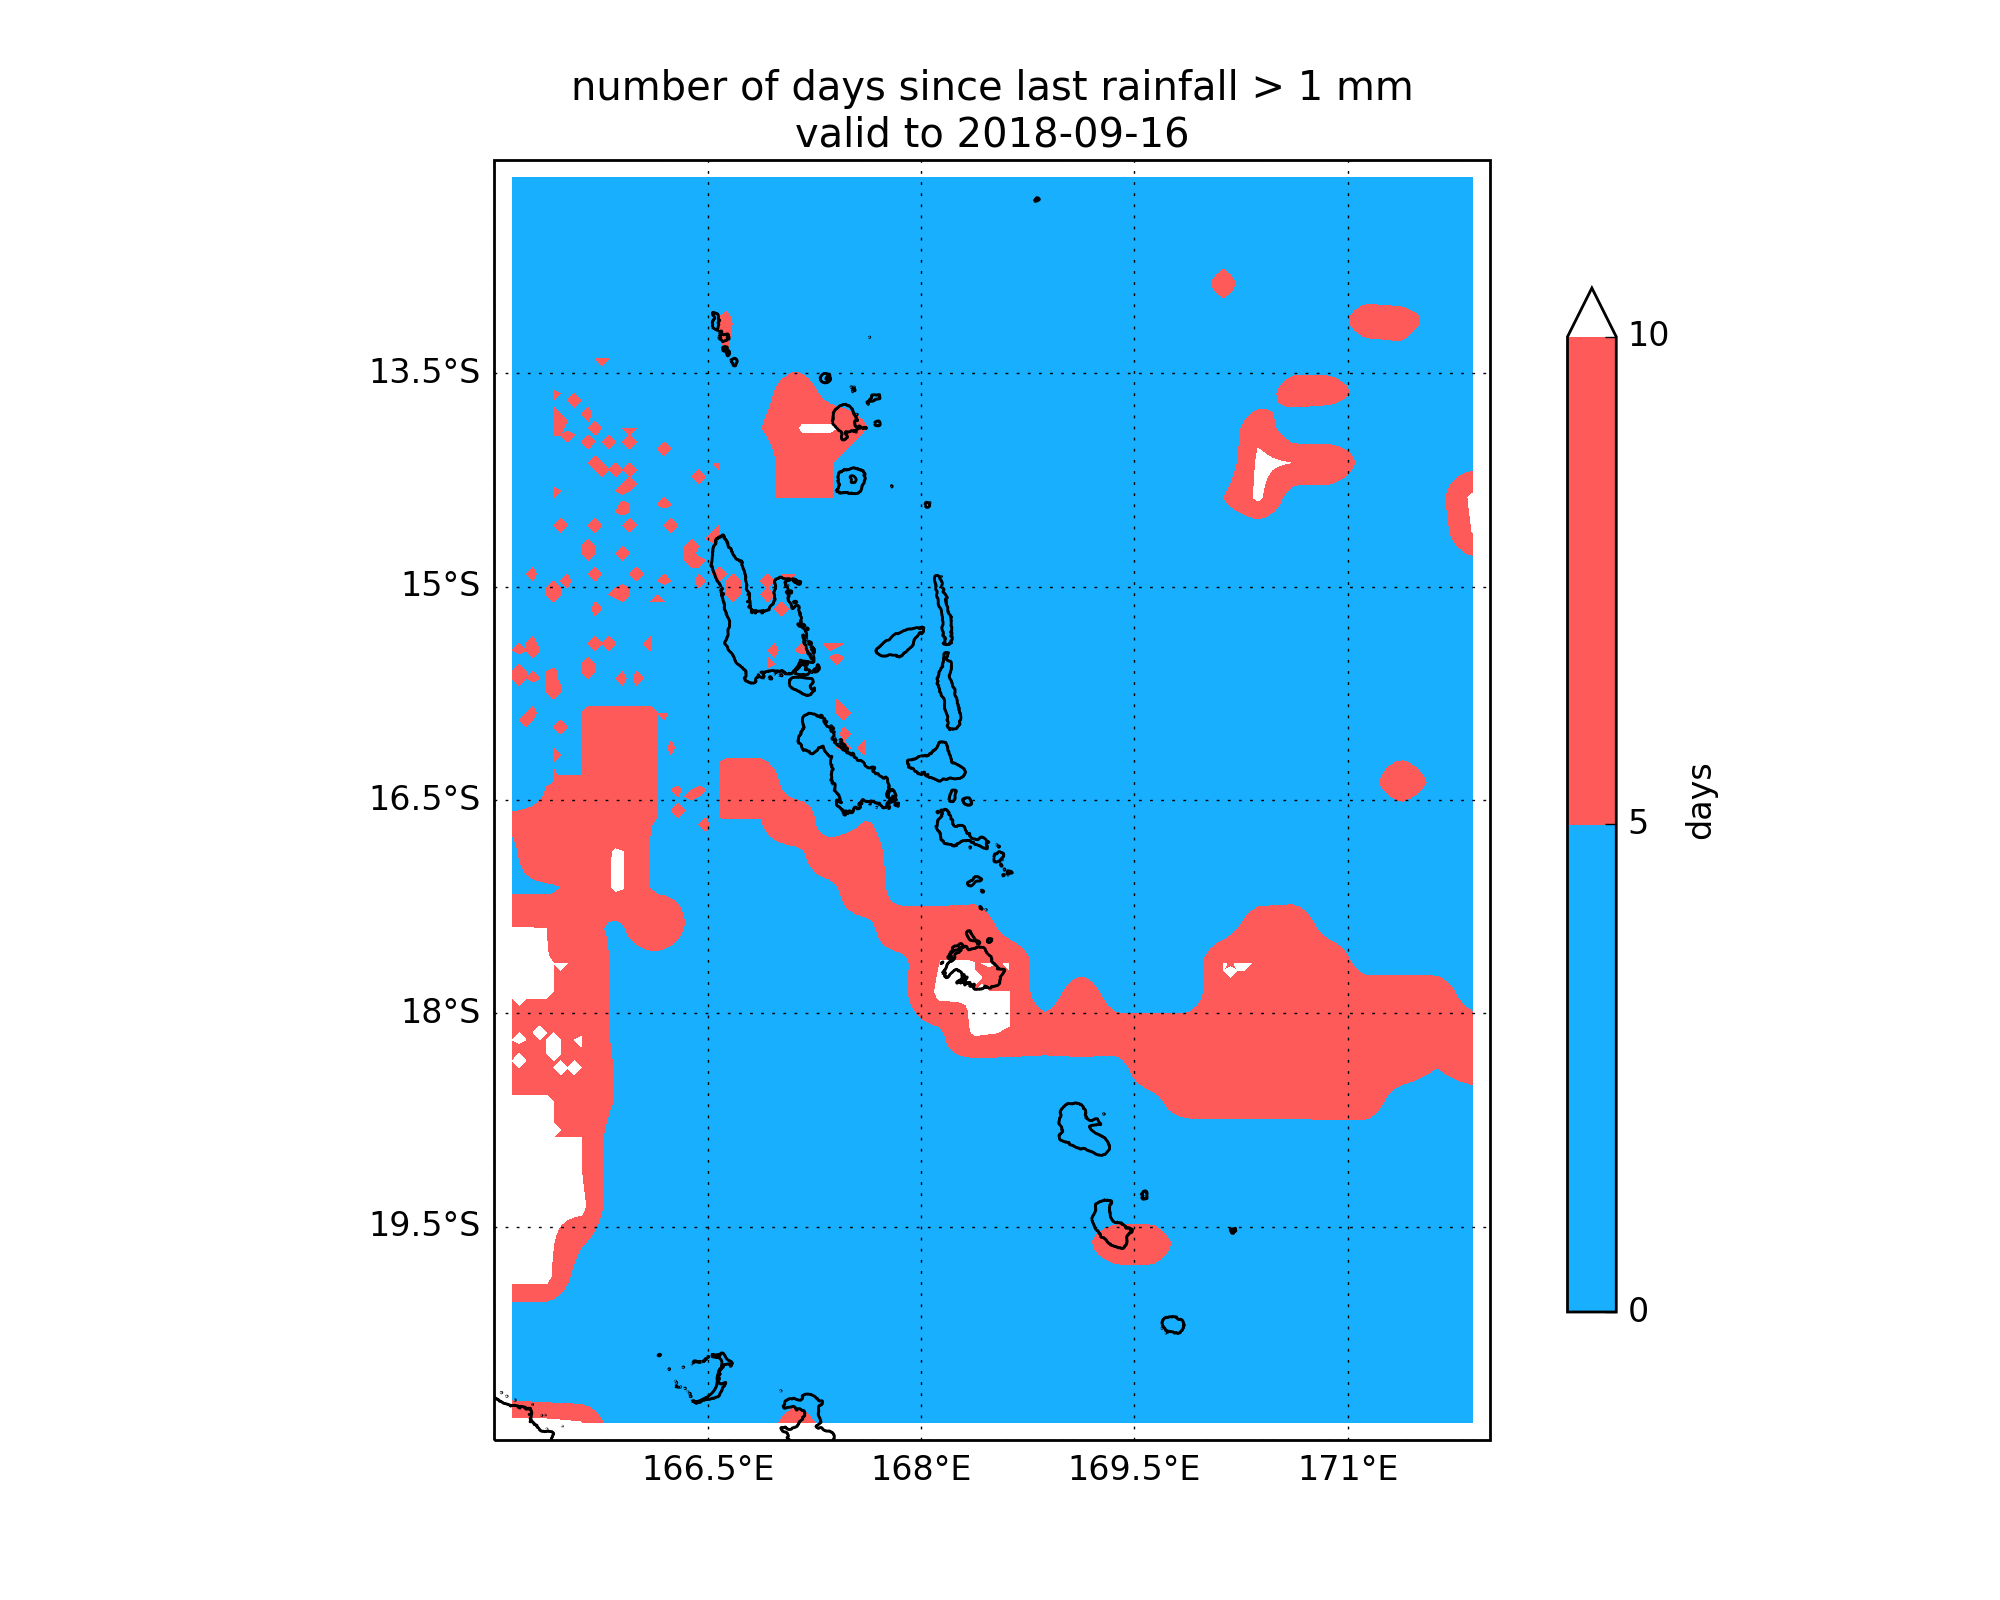 number of days since last rainfall > 1 mm
valid to 2018-09-16
10
13.5°S
15°S
16.5°S
5
days
18°S
19.5°S
0
166.5°E
168°E
169.5°E
171°E